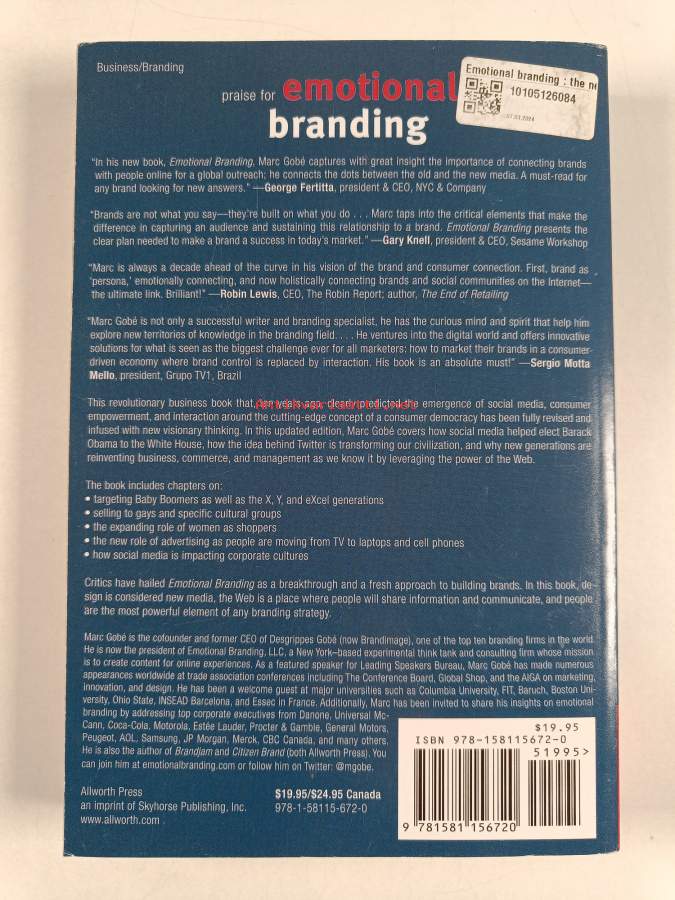 Business/Branding
praise for emotional
branding
Emotional branding : the ne
10105126084
07.03.2024
"In his new book, Emotional Branding, Marc Gobé captures with great insight the importance of connecting brands
with people online for a global outreach; he connects the dots between the old and the new media. A must-read for
any brand looking for new answers." —George Fertitta, president & CEO, NYC & Company
"Brands are not what you say—they're built on what you do . . . Marc taps into the critical elements that make the
difference in capturing an audience and sustaining this relationship to a brand. Emotional Branding presents the
clear plan needed to make a brand a success in today's market." —Gary Knell, president & CEO, Sesame Workshop
"Marc is always a decade ahead of the curve in his vision of the brand and consumer connection. First, brand as
'persona,' emotionally connecting, and now holistically connecting brands and social communities on the Internet—
the ultimate link. Brilliant!" —Robin Lewis, CEO, The Robin Report; author, The End of Retailing
"Marc Gobé is not only a successful writer and branding specialist, he has the curious mind and spirit that help him
explore new territories of knowledge in the branding field. . . . He ventures into the digital world and offers innovative
solutions for what is seen as the biggest challenge ever for all marketers: how to market their brands in a consumer-
driven economy where brand control is replaced by interaction. His book is an absolute must!" —Sergio Motta
Mello, president, Grupo TV1, Brazil
This revolutionary business book that, ten years ago, clearly predicted the emergence of social media, consumer
empowerment, and interaction around the cutting-edge concept of a consumer democracy has been fully revised and
infused with new visionary thinking. In this updated edition, Marc Gobé covers how social media helped elect Barack
Obama to the White House, how the idea behind Twitter is transforming our civilization, and why new generations are
reinventing business, commerce, and management as we know it by leveraging the power of the Web.
The book includes chapters on:
• targeting Baby Boomers as well as the X, Y, and eXcel generations
• selling to gays and specific cultural groups
• the expanding role of women as shoppers
• the new role of advertising as people are moving from TV to laptops and cell phones
• how social media is impacting corporate cultures
Critics have hailed Emotional Branding as a breakthrough and a fresh approach to building brands. In this book, de-
sign is considered new media, the Web is a place where people will share information and communicate, and people
are the most powerful element of any branding strategy.
Marc Gobé is the cofounder and former CEO of Desgrippes Gobé (now Brandimage), one of the top ten branding firms in the world.
He is now the president of Emotional Branding, LLC, a New York–based experimental think tank and consulting firm whose mission
is to create content for online experiences. As a featured speaker for Leading Speakers Bureau, Marc Gobé has made numerous
appearances worldwide at trade association conferences including The Conference Board, Global Shop, and the AIGA on marketing,
innovation, and design. He has been a welcome guest at major universities such as Columbia University, FIT, Baruch, Boston Uni-
versity, Ohio State, INSEAD Barcelona, and Essec in France. Additionally, Marc has been invited to share his insights on emotional
branding by addressing top corporate executives from Danone, Universal Mc-
Cann, Coca-Cola, Motorola, Estée Lauder, Procter & Gamble, General Motors,
Peugeot, AOL, Samsung, JP Morgan, Merck, CBC Canada, and many others.
He is also the author of Brandjam and Citizen Brand (both Allworth Press). You
can join him at emotionalbranding.com or follow him on Twitter: @mgobe.
Allworth Press
an imprint of Skyhorse Publishing, Inc.
www.allworth.com
$19.95/$24.95 Canada
978-1-58115-672-0
$19.95
ISBN 978-158115672-0
51995>
9 781581 156720